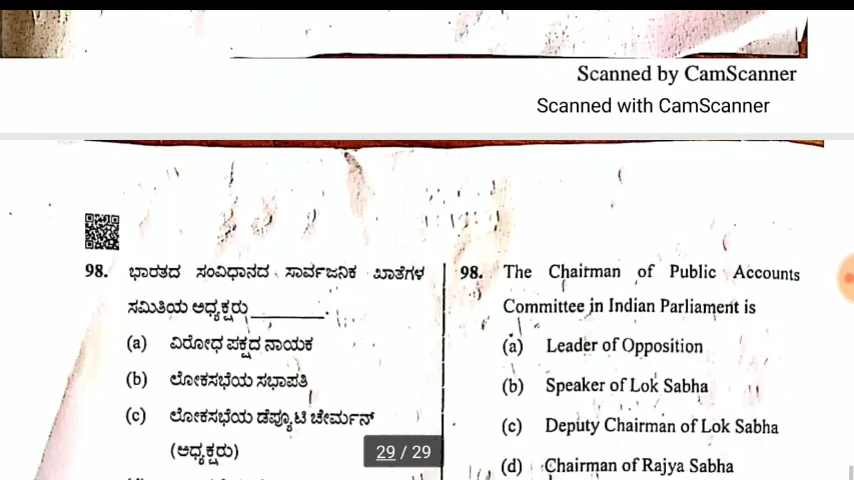 Scanned by CamScanner
Scanned with CamScanner
98. ಭಾರತದ ಸಂವಿಧಾನದ ಸಾರ್ವಜನಿಕ ಖಾತೆಗಳ
ಸಮಿತಿಯ ಅಧ್ಯಕ್ಷರು ________.
(a) ವಿರೋಧ ಪಕ್ಷದ ನಾಯಕ
(b) ಲೋಕಸಭೆಯ ಸಭಾಪತಿ
(c) ಲೋಕಸಭೆಯ ಡೆಪ್ಯೂಟಿ ಚೇರ್ಮನ್
(ಅಧ್ಯಕ್ಷರು)
98. The Chairman of Public Accounts
Committee in Indian Parliament is
(a) Leader of Opposition
(b) Speaker of Lok Sabha
(c) Deputy Chairman of Lok Sabha
(d) Chairman of Rajya Sabha
29 / 29